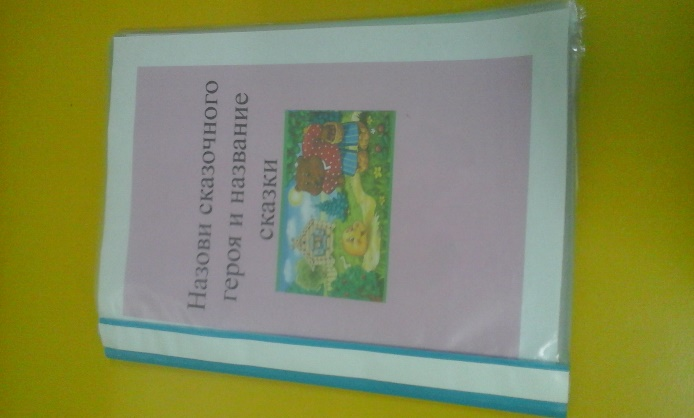 Назови сказочного
героя и название
сказки